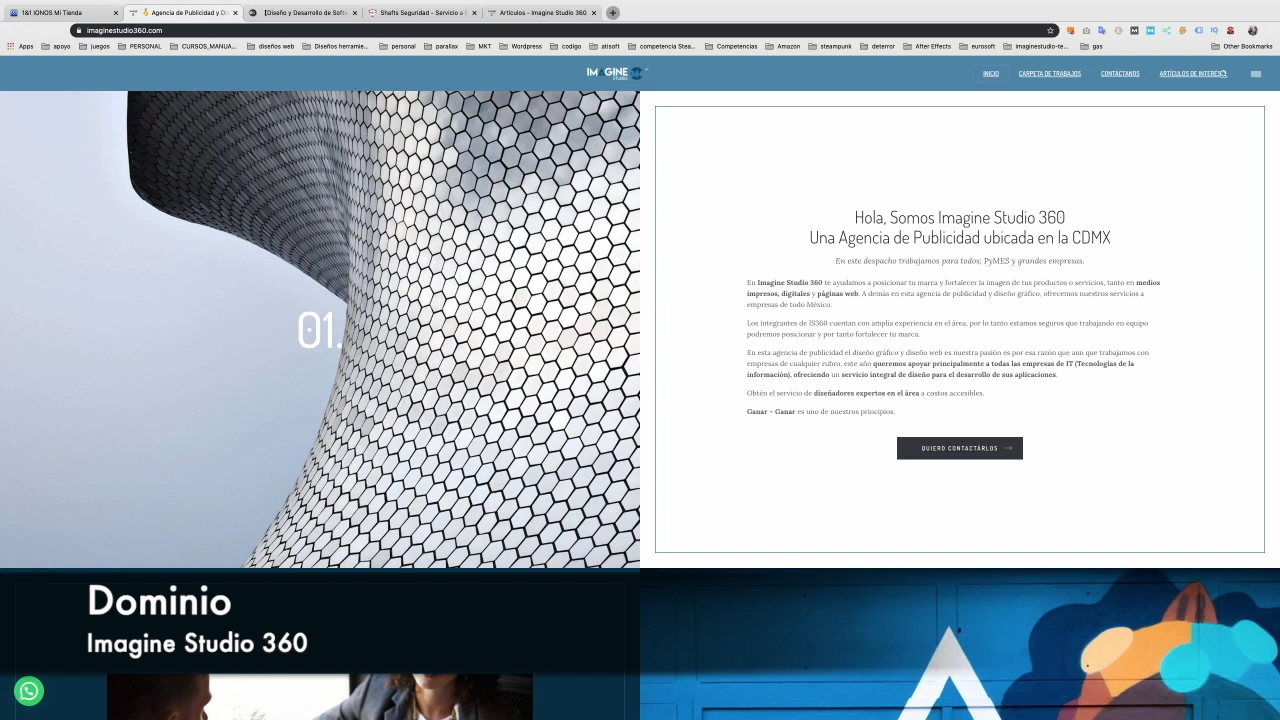 1&1 IONOS Mi Tienda
Agencia de Publicidad y D
[Diseño y Desarrollo de Softw
Shafts Seguridad - Servicio a
Artículos - Imagine Studio 360
imaginestudio360.com
Apps
apoyo
juegos
PERSONAL
CURSOS_MANUA...
diseños web
Diseños herramie...
personal
parallax
MKT
Wordpress
codigo
atisoft
competencia Stea...
Competencias
Amazon
steampunk
deterror
After Effects
eurosoft
imaginestudio-te...
gas
Other Bookmarks
IMAGINE 360
STUDIO
INICIO
CARPETA DE TRABAJOS
CONTÁCTANOS
ARTÍCULOS DE INTERÉS
01.
Hola, Somos Imagine Studio 360
Una Agencia de Publicidad ubicada en la CDMX
En este despacho trabajamos para todos; PyMES y grandes empresas.
En Imagine Studio 360 te ayudamos a posicionar tu marca y fortalecer la imagen de tus productos o servicios, tanto en medios
impresos, digitales y páginas web. A demás en esta agencia de publicidad y diseño gráfico, ofrecemos nuestros servicios a
empresas de todo México.
Los integrantes de IS360 cuentan con amplia experiencia en el área, por lo tanto estamos seguros que trabajando en equipo
podremos posicionar y por tanto fortalecer tu marca.
En esta agencia de publicidad el diseño gráfico y diseño web es nuestra pasión es por esa razón que aun que trabajamos con
empresas de cualquier rubro, este año queremos apoyar principalmente a todas las empresas de IT (Tecnologías de la
información), ofreciendo un servicio integral de diseño para el desarrollo de sus aplicaciones.
Obtén el servicio de diseñadores expertos en el área a costos accesibles.
Ganar – Ganar es uno de nuestros principios.
QUIERO CONTACTÁRLOS
Dominio
Imagine Studio 360